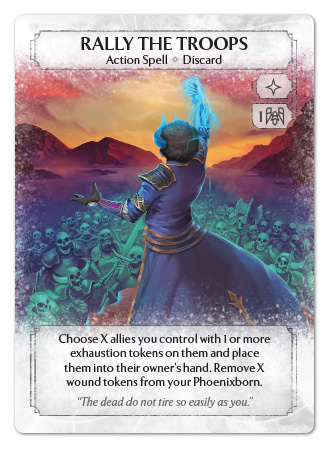 RALLY THE TROOPS
Action Spell ⟡ Discard
1
Choose X allies you control with 1 or more
exhaustion tokens on them and place
them into their owner's hand. Remove X
wound tokens from your Phoenixborn.
"The dead do not tire so easily as you."